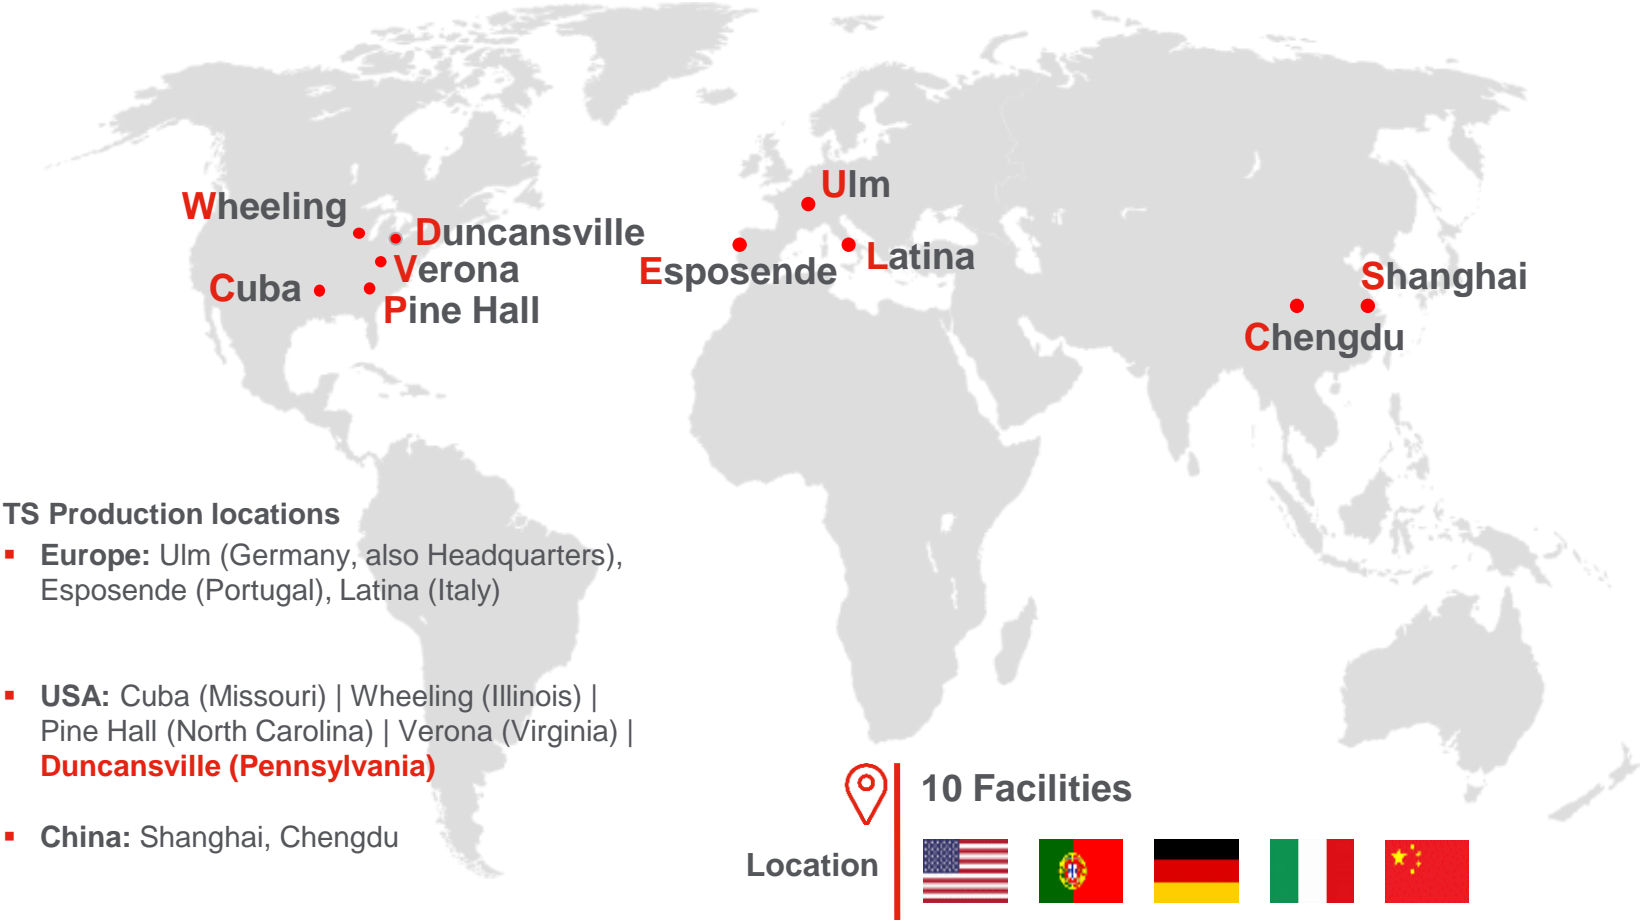 Wheeling
Duncansville
Verona
Cuba
Pine Hall
Ulm
Esposende
Latina
Shanghai
Chengdu
TS Production locations
▪ Europe: Ulm (Germany, also Headquarters),
Esposende (Portugal), Latina (Italy)
▪ USA: Cuba (Missouri) | Wheeling (Illinois) |
Pine Hall (North Carolina) | Verona (Virginia) |
Duncansville (Pennsylvania)
▪ China: Shanghai, Chengdu
10 Facilities
Location